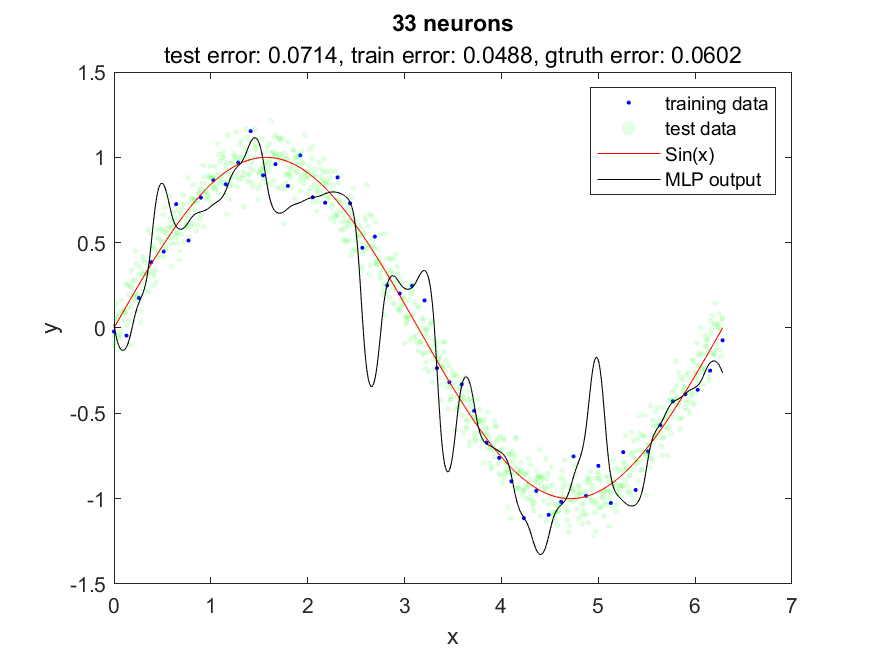 33 neurons
test error: 0.0714, train error: 0.0488, gtruth error: 0.0602
1.5
training data
test data
Sin(x)
MLP output
1
0.5
y
0
-0.5
-1
-1.5
0 1 2 3 4 5 6 7
x